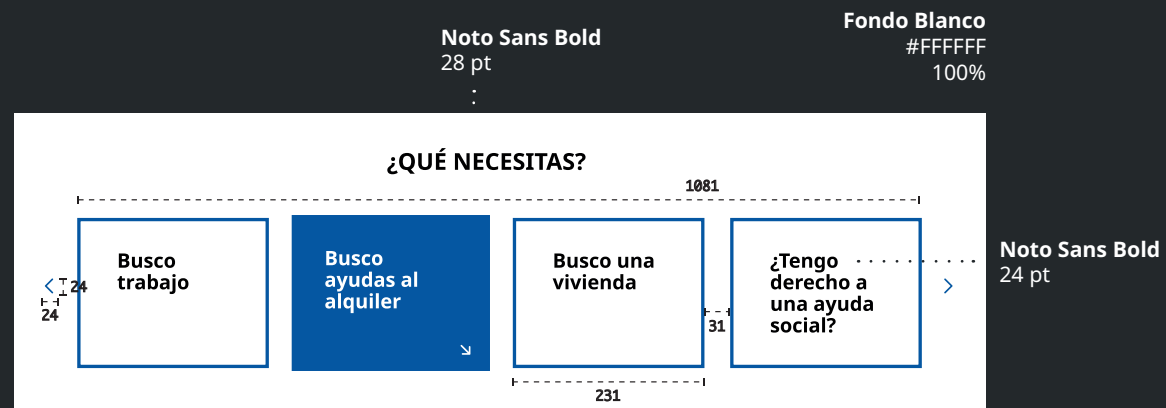 Noto Sans Bold
28 pt
Fondo Blanco
#FFFFFF
100%
¿QUÉ NECESITAS?
1081
Busco
trabajo
Busco
ayudas al
alquiler
Busco una
vivienda
¿Tengo
derecho a
una ayuda
social?
Noto Sans Bold
24 pt
24
24
31
231